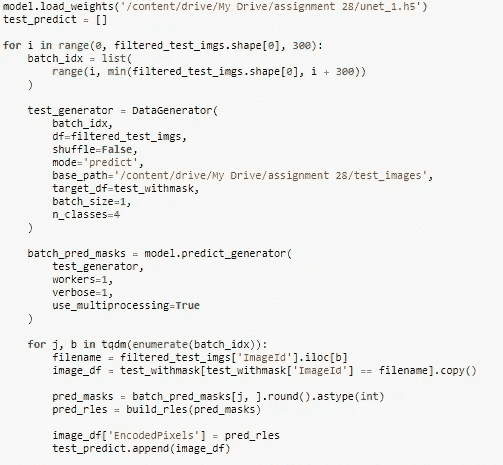 model.load_weights('/content/drive/My Drive/assignment 28/unet_1.h5')
test_predict = []

for i in range(0, filtered_test_imgs.shape[0], 300):
    batch_idx = list(
        range(i, min(filtered_test_imgs.shape[0], i + 300))
    )

    test_generator = DataGenerator(
        batch_idx,
        df=filtered_test_imgs,
        shuffle=False,
        mode='predict',
        base_path='/content/drive/My Drive/assignment 28/test_images',
        target_df=test_withmask,
        batch_size=1,
        n_classes=4
    )

    batch_pred_masks = model.predict_generator(
        test_generator,
        workers=1,
        verbose=1,
        use_multiprocessing=True
    )

    for j, b in tqdm(enumerate(batch_idx)):
        filename = filtered_test_imgs['ImageId'].iloc[b]
        image_df = test_withmask[test_withmask['ImageId'] == filename].copy()

        pred_masks = batch_pred_masks[j, ].round().astype(int)
        pred_rles = build_rles(pred_masks)

        image_df['EncodedPixels'] = pred_rles
        test_predict.append(image_df)